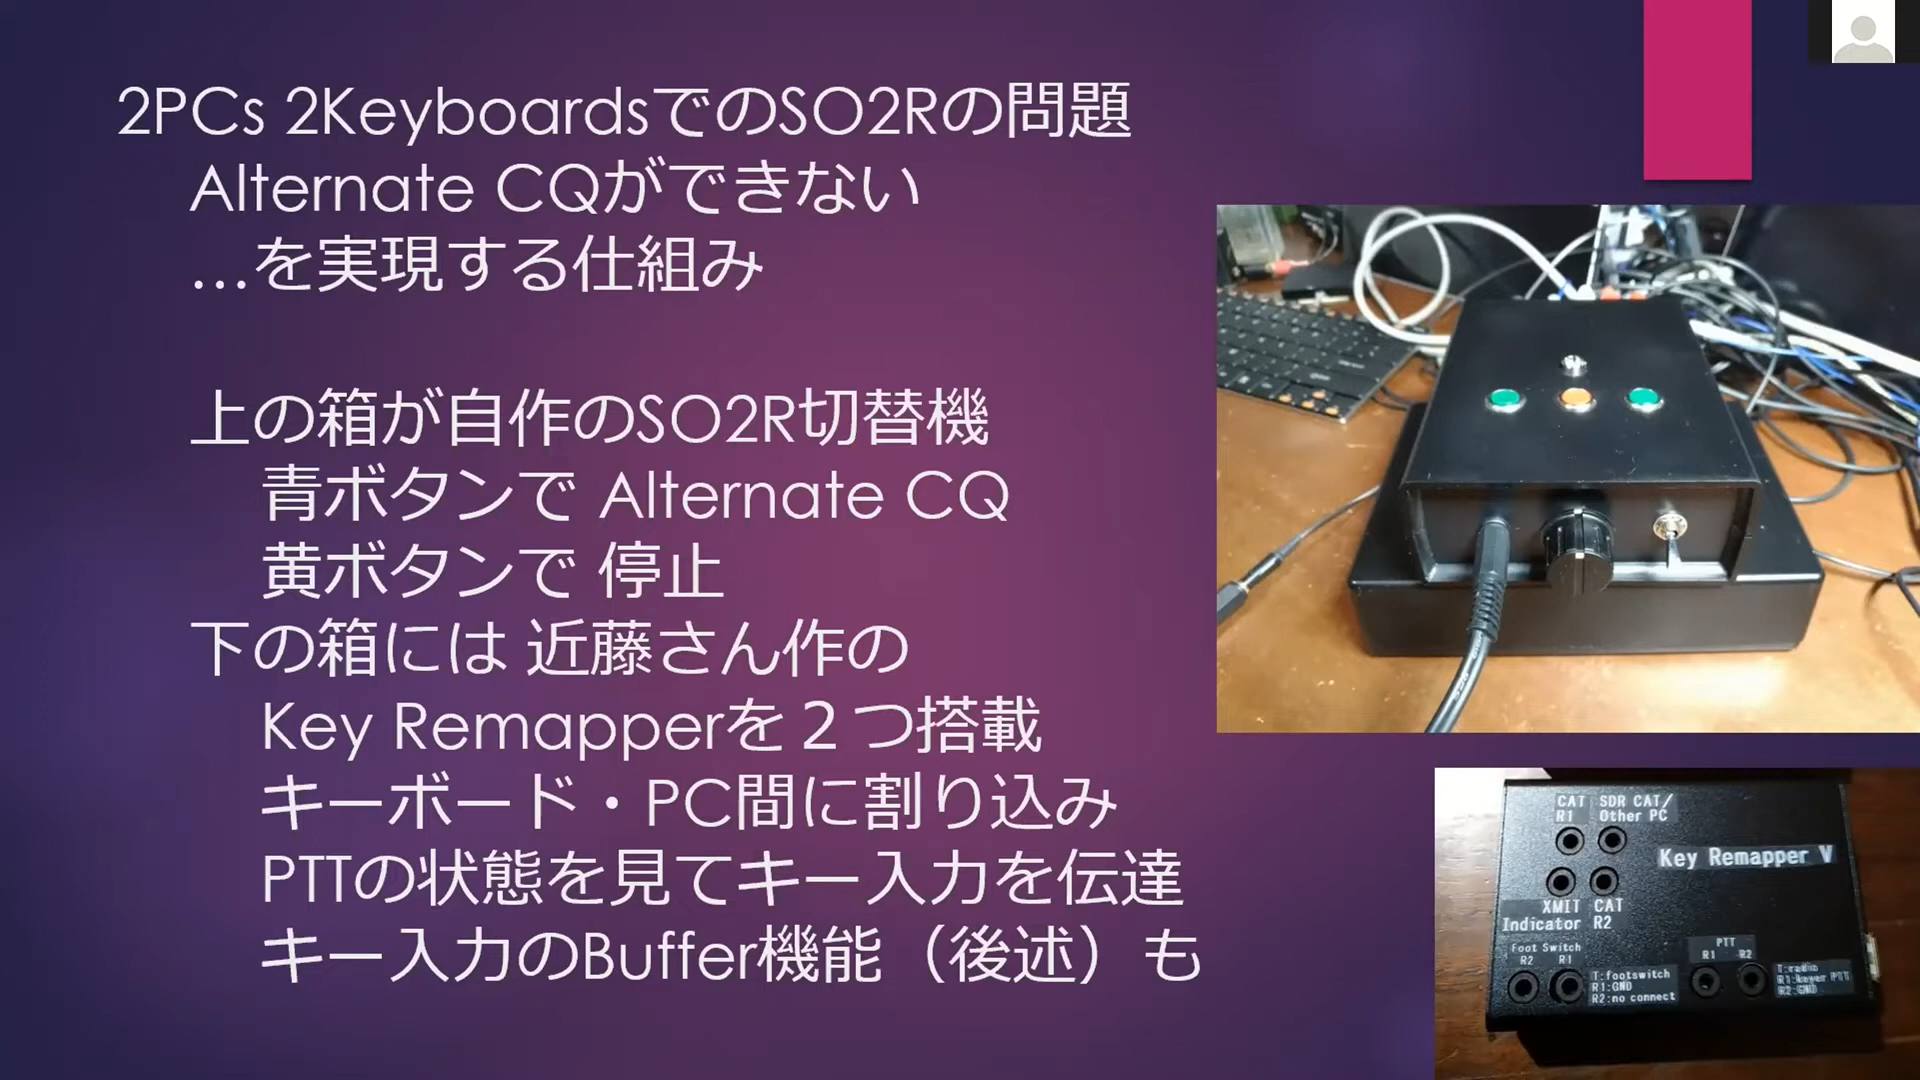 2PCs 2KeyboardsでのSO2Rの問題
Alternate CQができない
…を実現する仕組み
上の箱が自作のSO2R切替機
青ボタンで Alternate CQ
黄ボタンで 停止
下の箱には 近藤さん作の
Key Remapperを２つ搭載
キーボード・PC間に割り込み
PTTの状態を見てキー入力を伝達
キー入力のBuffer機能（後述）も
CAT R1
SDR CAT/
Other PC
Key Remapper V
XMIT
Indicator
CAT
R2
Foot Switch
R2 R1
T:footswitch
R1:GND
R2:no connect
PTT
R1 R2
T:radio
R1:keyer PTT
R2:GND